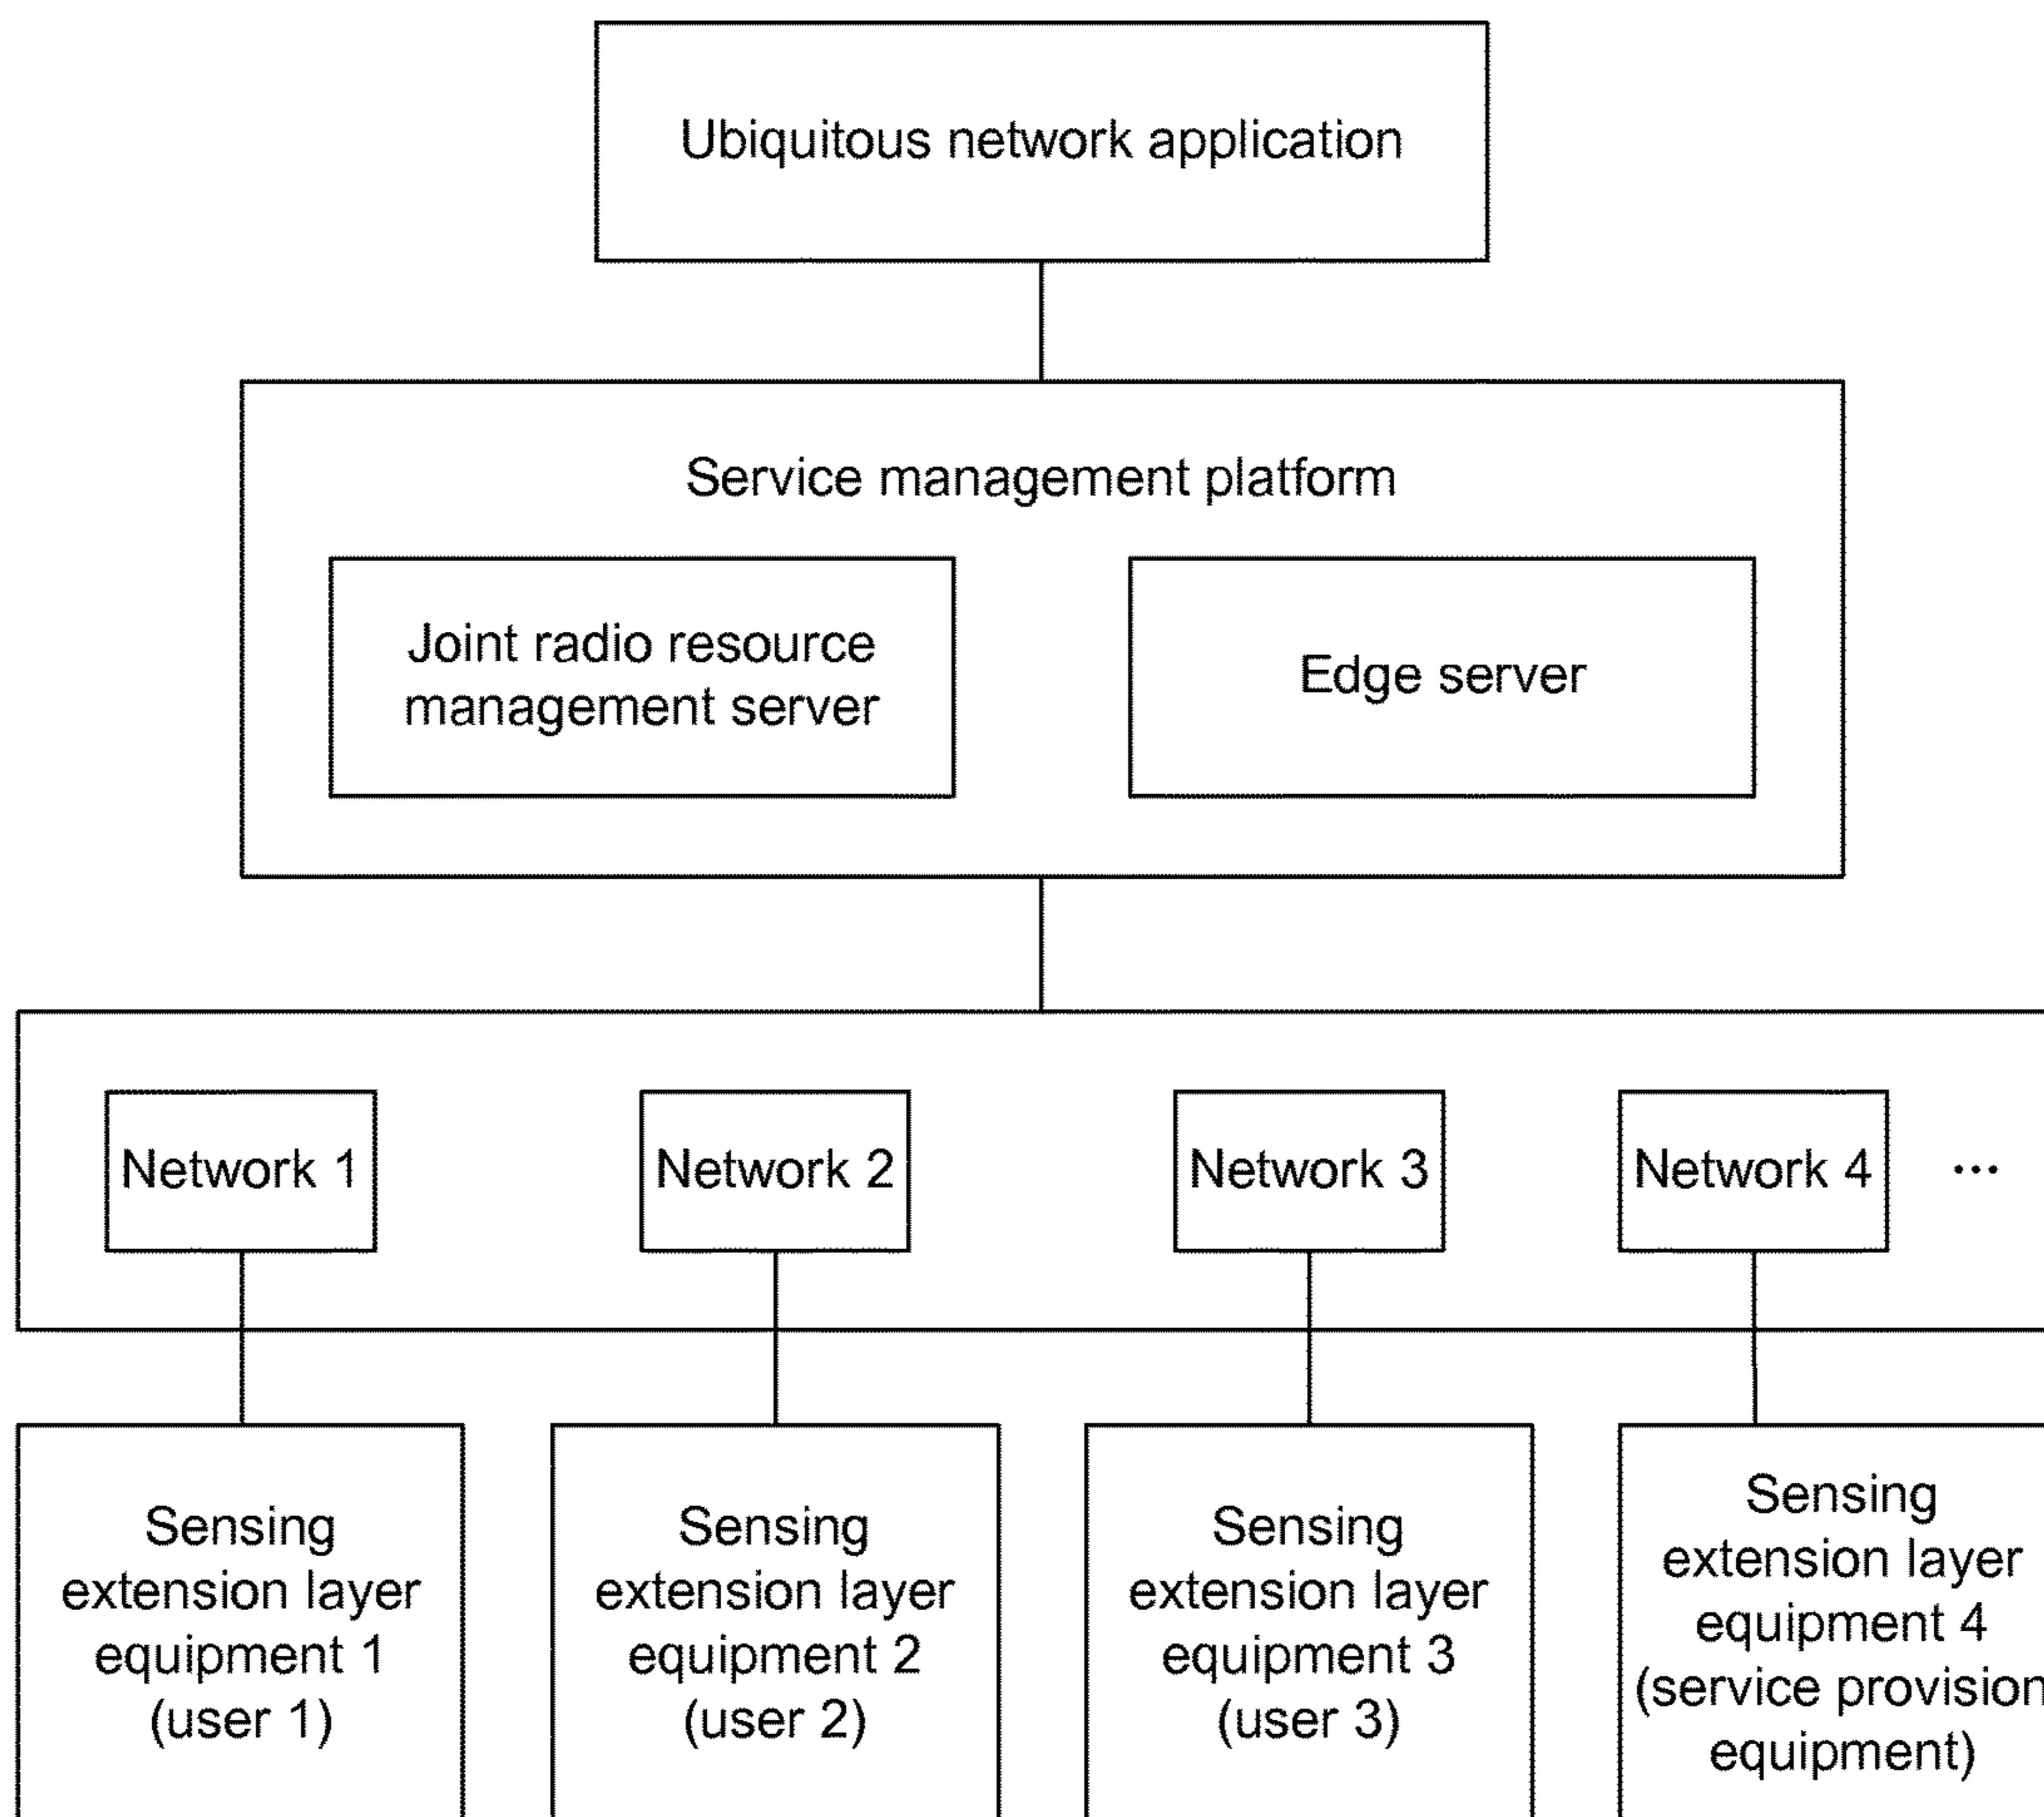 Ubiquitous network application
Service management platform
Joint radio resource
management server
Edge server
Network 1
Network 2
Network 3
Network 4
...
Sensing
extension layer
equipment 1
(user 1)
Sensing
extension layer
equipment 2
(user 2)
Sensing
extension layer
equipment 3
(user 3)
Sensing
extension layer
equipment 4
(service provision
equipment)